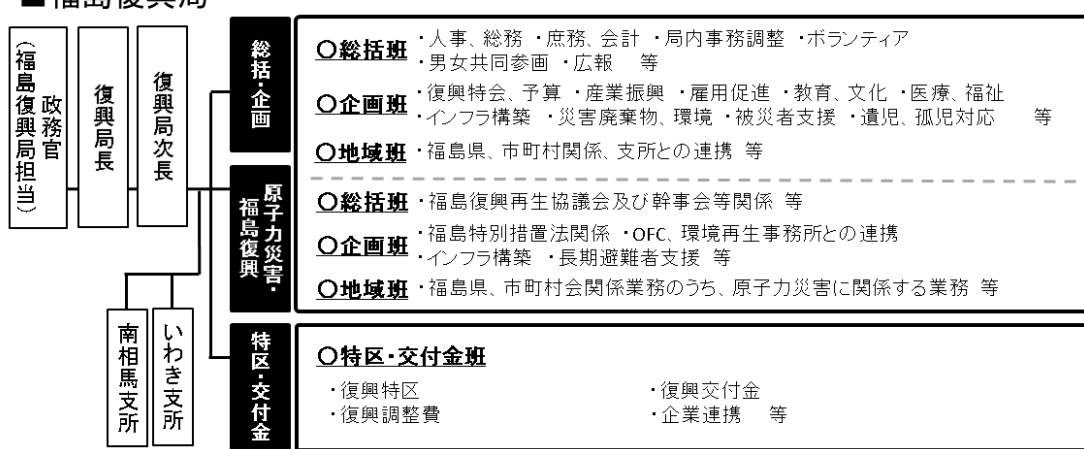 ■福島復興局
政務官
（福島復興局担当）
復興局長
復興局次長
南相馬支所
いわき支所
総括・企画
〇総括班 ・人事、総務 ・庶務、会計 ・局内事務調整 ・ボランティア
・男女共同参画 ・広報 等
〇企画班 ・復興特会、予算 ・産業振興 ・雇用促進 ・教育、文化 ・医療、福祉
・インフラ構築 ・災害廃棄物、環境 ・被災者支援 ・遺児、孤児対応 等
〇地域班 ・福島県、市町村関係、支所との連携 等
原子力災害・
福島復興
〇総括班 ・福島復興再生協議会及び幹事会等関係 等
〇企画班 ・福島特別措置法関係 ・OFC、環境再生事務所との連携
・インフラ構築 ・長期避難者支援 等
〇地域班 ・福島県、市町村会関係業務のうち、原子力災害に関係する業務 等
特区・交付金
〇特区・交付金班
・復興特区 ・復興交付金
・復興調整費 ・企業連携 等